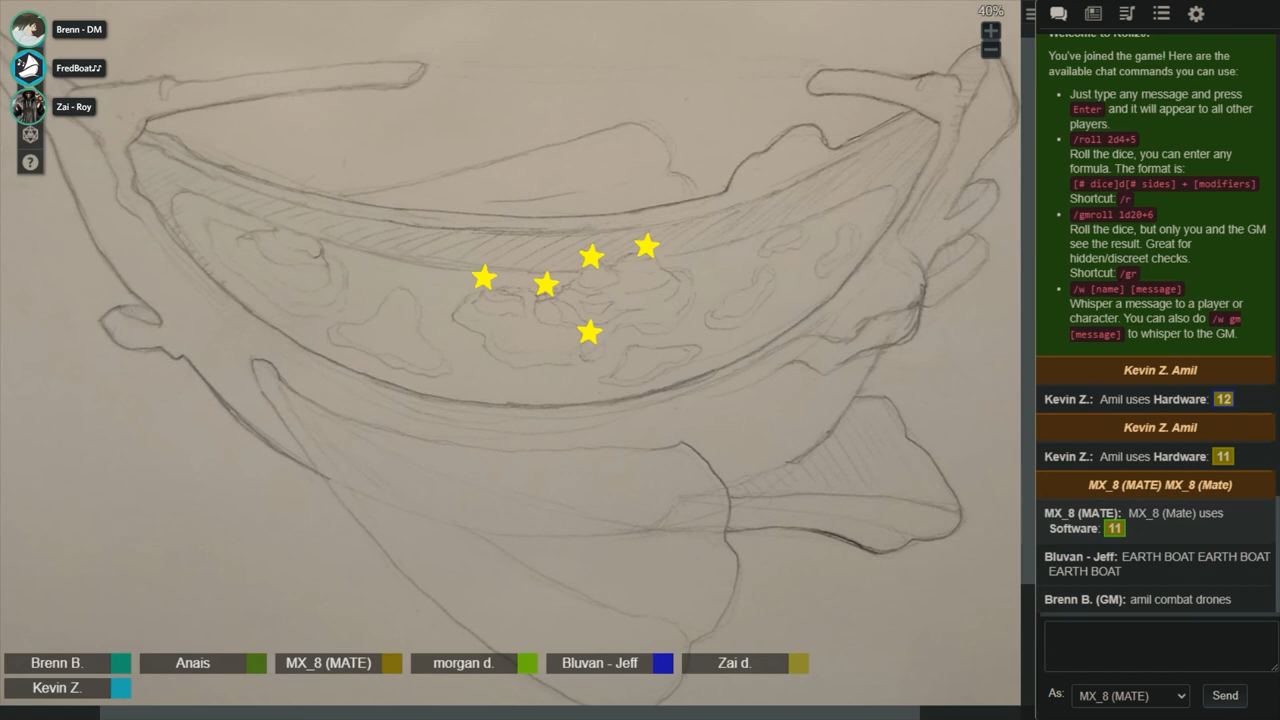 40%
Brenn - DM
FredBoat♪♪
Zai - Roy
You've joined the game! Here are the
available chat commands you can use:
Just type any message and press
Enter and it will appear to all other
players.
/roll 2d4+5
Roll the dice, you can enter any
formula. The format is:
[# dice]d[# sides] + [modifiers]
Shortcut: /r
/gmroll 1d20+6
Roll the dice, but only you and the GM
see the result. Great for
hidden/discreet checks.
Shortcut: /gr
/w [name] [message]
Whisper a message to a player or
character. You can also do /w gm
[message] to whisper to the GM.
Kevin Z. Amil
Kevin Z.: Amil uses Hardware: 12
Kevin Z. Amil
Kevin Z.: Amil uses Hardware: 11
MX_8 (MATE) MX_8 (Mate)
MX_8 (MATE): MX_8 (Mate) uses
Software: 11
Bluvan - Jeff: EARTH BOAT EARTH BOAT
EARTH BOAT
Brenn B. (GM): amil combat drones
As: MX_8 (MATE) Send
Brenn B. Anais MX_8 (MATE) morgan d. Bluvan - Jeff Zai d.
Kevin Z.